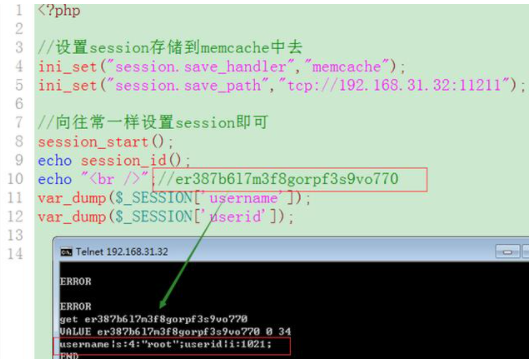 1 <?php
2
3 //设置session存储到memcache中去
4 ini_set("session.save_handler","memcache");
5 ini_set("session.save_path","tcp://192.168.31.32:11211");
6
7 //向往常一样设置session即可
8 session_start();
9 echo session_id();
10 echo "<br />";//er387b6l7m3f8gorpf3s9vo770
11 var_dump($_SESSION['username']);
12 var_dump($_SESSION['userid']);
13
14
Telnet 192.168.31.32
ERROR
ERROR
get er387b6l7m3f8gorpf3s9vo770
VALUE er387b6l7m3f8gorpf3s9vo770 0 34
username|s:4:"root";userid|i:1021;
END